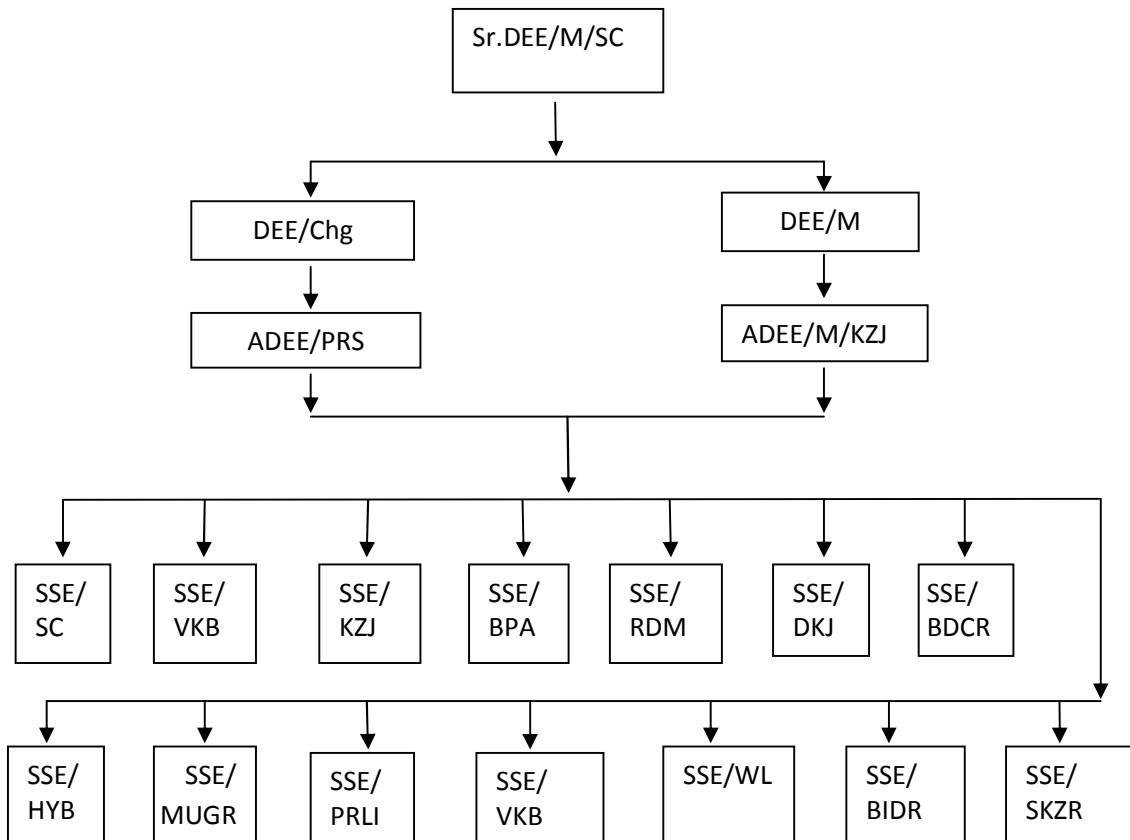 Sr.DEE/M/SC
DEE/Chg
DEE/M
ADEE/PRS
ADEE/M/KZJ
SSE/
SC
SSE/
VKB
SSE/
KZJ
SSE/
BPA
SSE/
RDM
SSE/
DKJ
SSE/
BDCR
SSE/
HYB
SSE/
MUGR
SSE/
PRLI
SSE/
VKB
SSE/WL
SSE/
BIDR
SSE/
SKZR